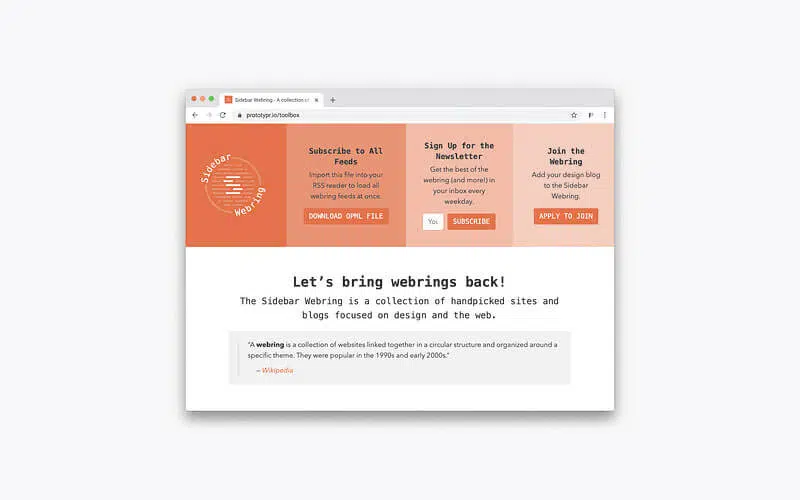 Sidebar Webring - A collection of
prototypr.io/toolbox
Sidebar
Webring
Subscribe to All
Feeds
Import this file into your
RSS reader to load all
webring feeds at once.
DOWNLOAD OPML FILE
Sign Up for the
Newsletter
Get the best of the
webring (and more!) in
your inbox every
weekday.
You
SUBSCRIBE
Join the
Webring
Add your design blog
to the Sidebar
Webring.
APPLY TO JOIN
Let’s bring webrings back!
The Sidebar Webring is a collection of handpicked sites and
blogs focused on design and the web.
“A webring is a collection of websites linked together in a circular structure and organized around a
specific theme. They were popular in the 1990s and early 2000s.”
— Wikipedia